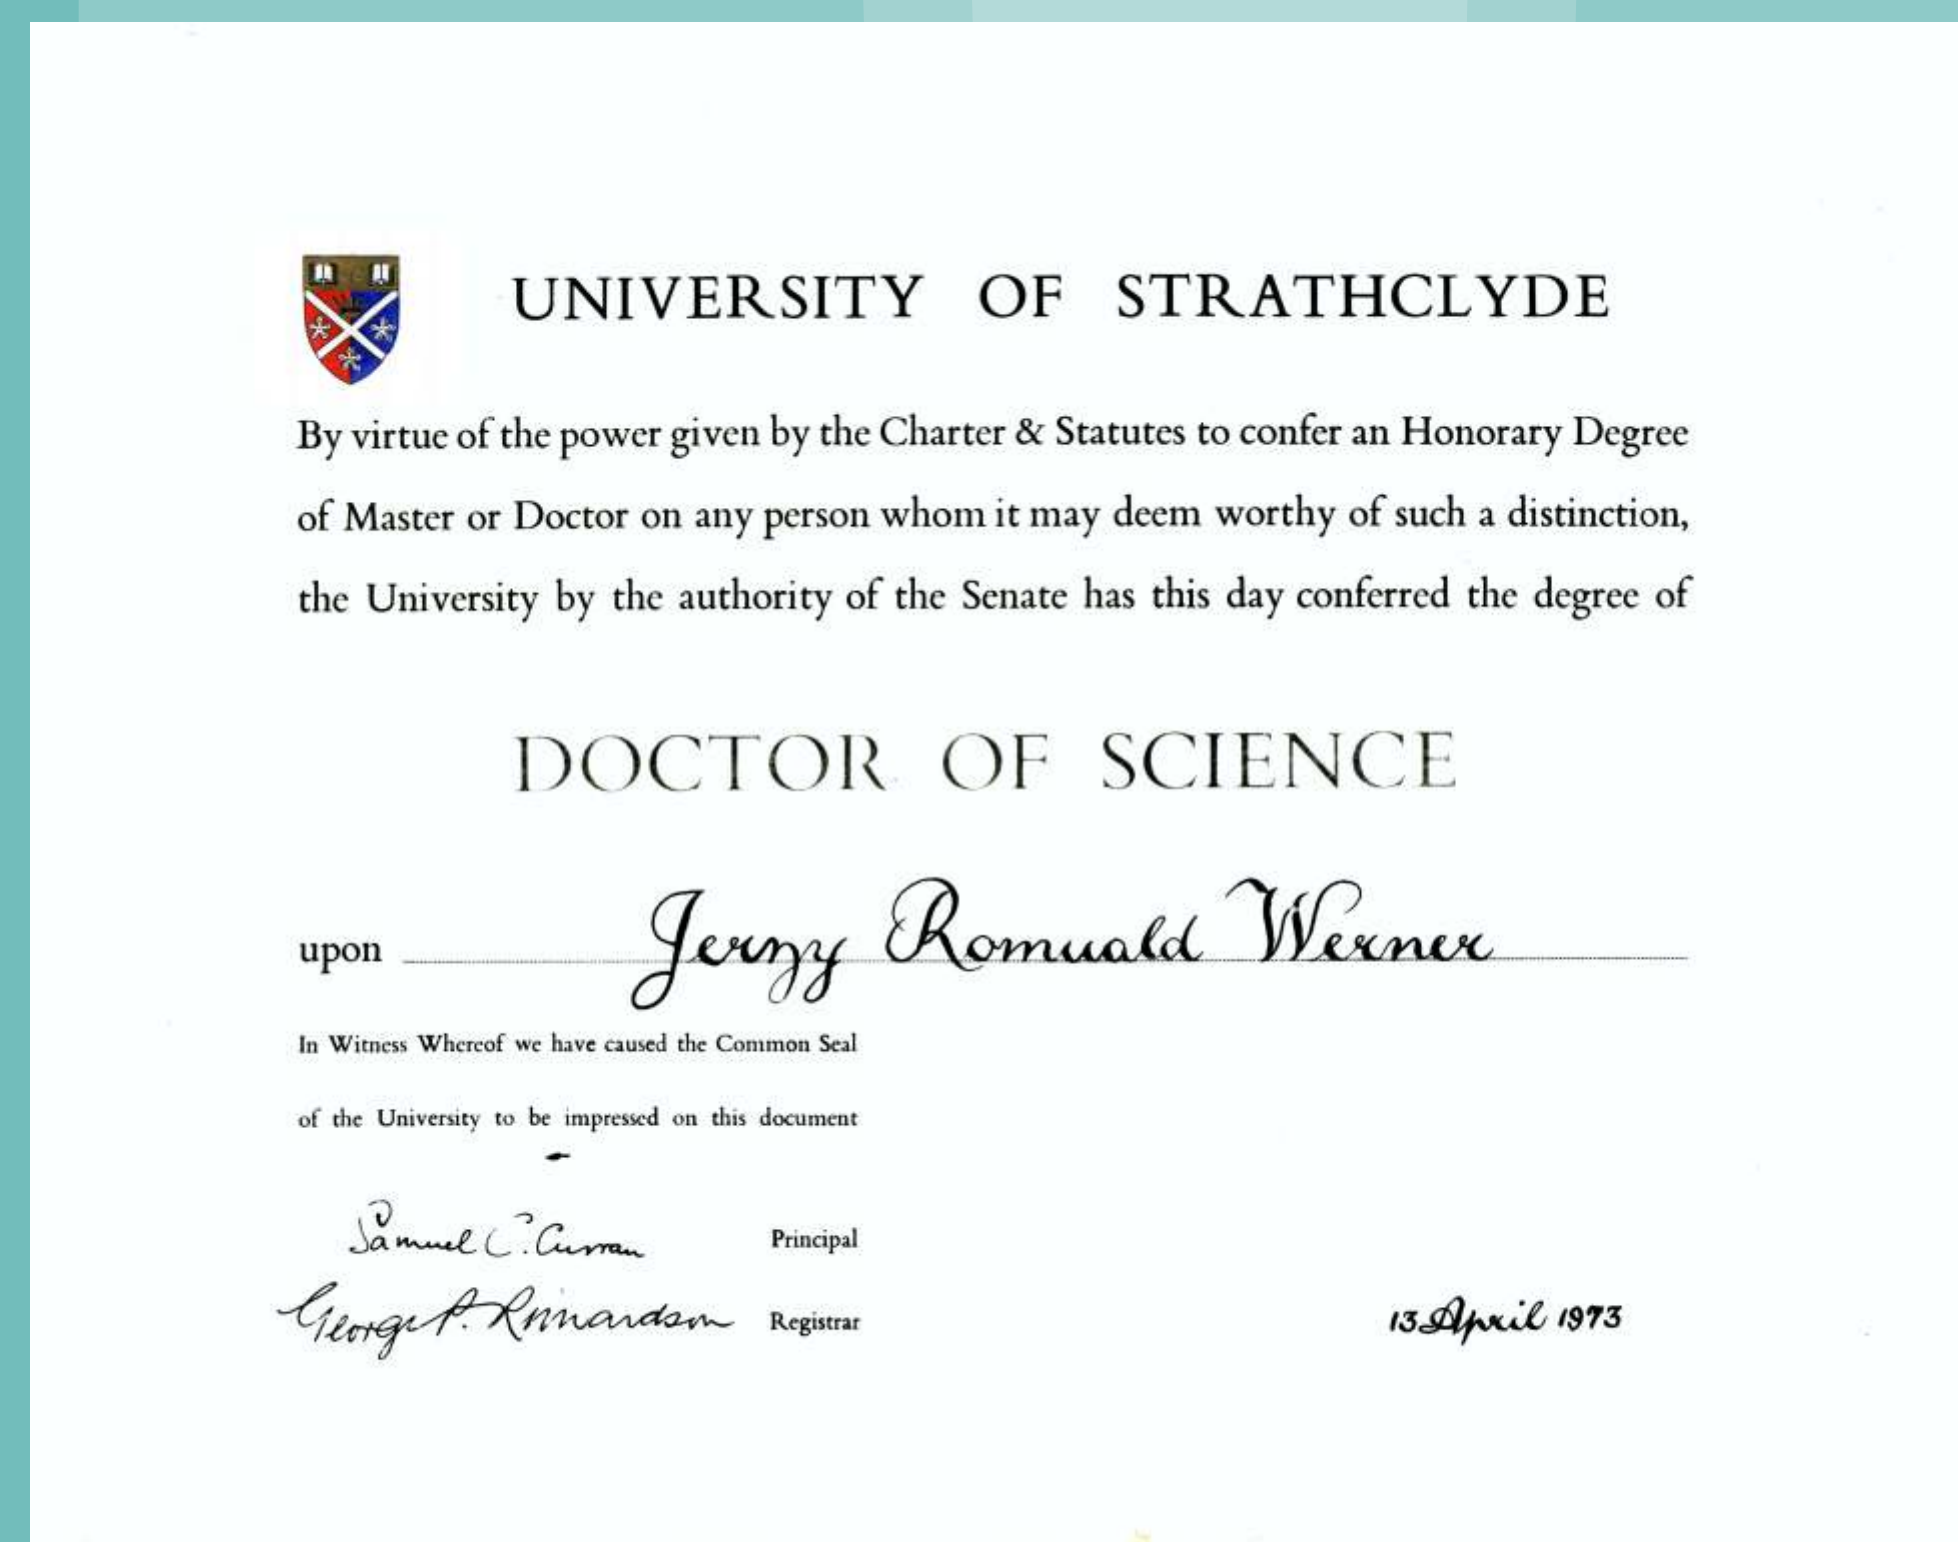 UNIVERSITY OF STRATHCLYDE
By virtue of the power given by the Charter & Statutes to confer an Honorary Degree
of Master or Doctor on any person whom it may deem worthy of such a distinction,
the University by the authority of the Senate has this day conferred the degree of
DOCTOR OF SCIENCE
upon Jerzy Romuald Werner
In Witness Whereof we have caused the Common Seal
of the University to be impressed on this document
Samuel C. Curran Principal
George P. Richardson Registrar
13 April 1973